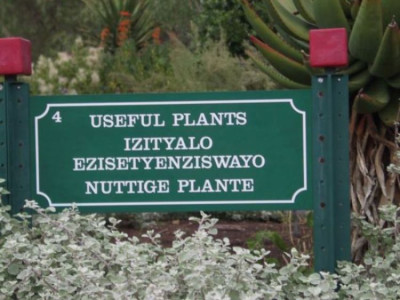 4
USEFUL PLANTS
IZITYALO
EZISETYENZISWAYO
NUTTIGE PLANTE